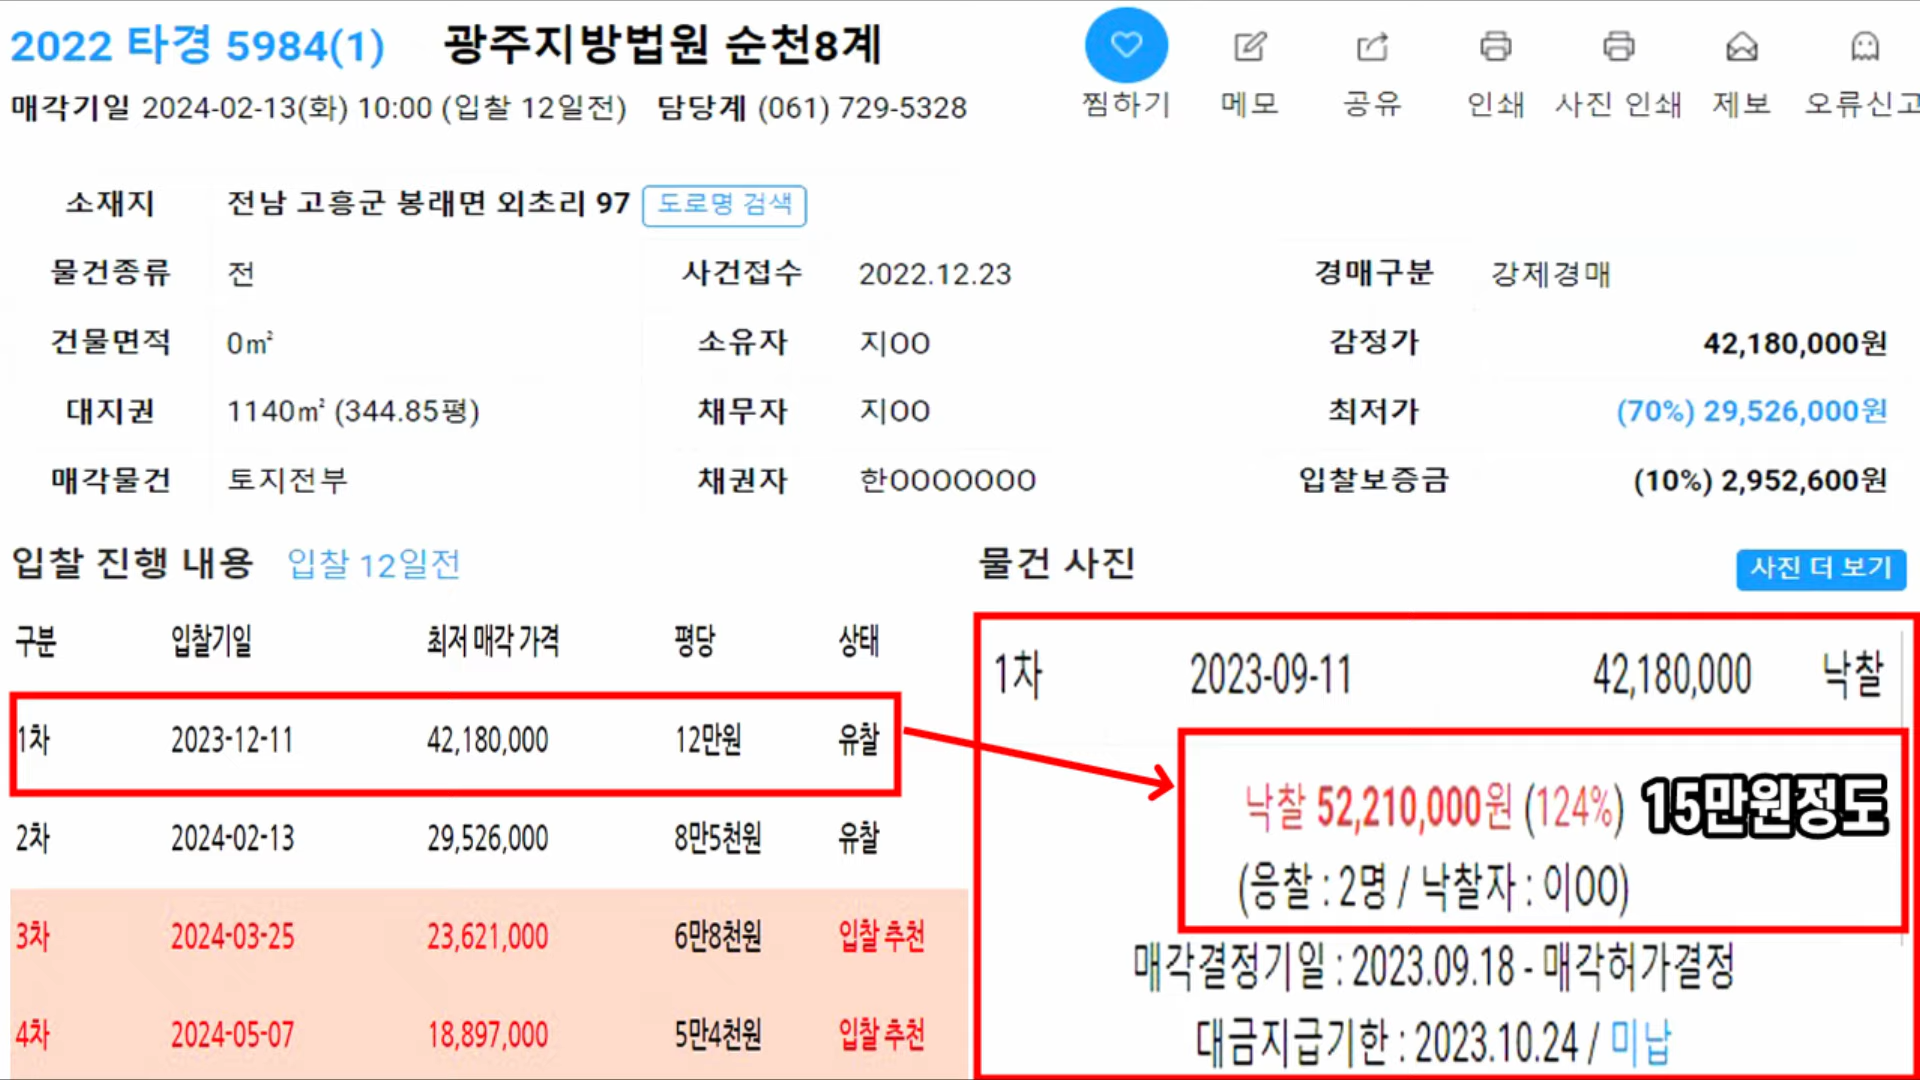 2022 타경 5984(1) 광주지방법원 순천8계
매각기일 2024-02-13(화) 10:00 (입찰 12일전) 담당계 (061) 729-5328
찜하기 메모 공유 인쇄 사진 인쇄 제보 오류신고
소재지 전남 고흥군 봉래면 외초리 97 도로명 검색
물건종류 전 사건접수 2022.12.23 경매구분 강제경매
건물면적 0㎡ 소유자 지OO 감정가 42,180,000원
대지권 1140㎡ (344.85평) 채무자 지OO 최저가 (70%) 29,526,000원
매각물건 토지전부 채권자 한OOOOOOO 입찰보증금 (10%) 2,952,600원
입찰 진행 내용 입찰 12일전
구분 입찰기일 최저 매각 가격 평당 상태
1차 2023-12-11 42,180,000 12만원 유찰
2차 2024-02-13 29,526,000 8만5천원 유찰
3차 2024-03-25 23,621,000 6만8천원 입찰 추천
4차 2024-05-07 18,897,000 5만4천원 입찰 추천
물건 사진 사진 더 보기
1차 2023-09-11 42,180,000 낙찰
낙찰 52,210,000원 (124%) 15만원정도
(응찰 : 2명 / 낙찰자 : 이OO)
매각결정기일 : 2023.09.18 - 매각허가결정
대금지급기한 : 2023.10.24 / 미납